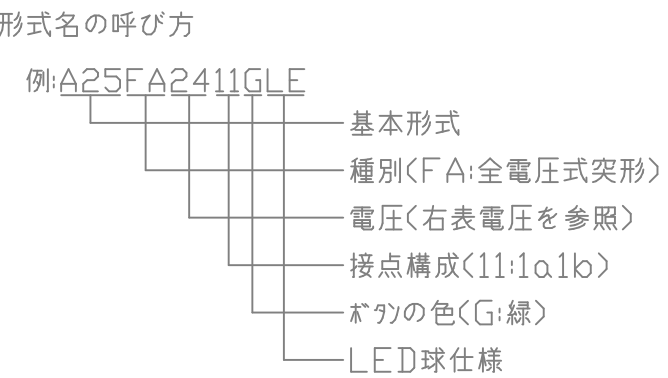 形式名の呼び方
例:A25FA2411GLE
基本形式
種別(FA:全電圧式突形)
電圧(右表電圧を参照)
接点構成(11:1a1b)
ボタンの色(G:緑)
LED球仕様